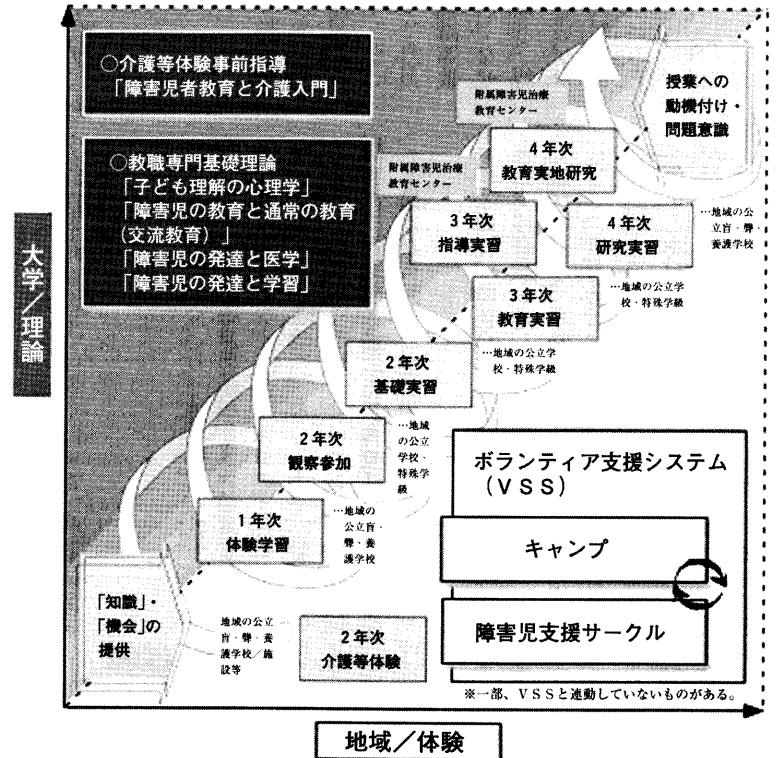 ○介護等体験事前指導
「障害児者教育と介護入門」
○教職専門基礎理論
「子ども理解の心理学」
「障害児の教育と通常の教育
（交流教育）」
「障害児の発達と医学」
「障害児の発達と学習」
大学／理論
授業への
動機付け・
問題意識
附属障害児治療
教育センター
4年次
教育実地研究
附属障害児治療
教育センター
3年次
指導実習
4年次
研究実習
…地域の公
立盲・聾・
養護学校
3年次
教育実習
…地域の公立学
校・特殊学級
2年次
基礎実習
…地域の公立学
校・特殊学級
2年次
観察参加
…地域
の公立
学校・
特殊学
級
1年次
体験学習
…地域の
公立盲・
聾・養
護学校
「知識」・
「機会」の
提供
地域の公立
盲・聾・養
護学校／施
設等
2年次
介護等体験
ボランティア支援システム
（ＶＳＳ）
キャンプ
障害児支援サークル
※一部、ＶＳＳと連動していないものがある。
地域／体験